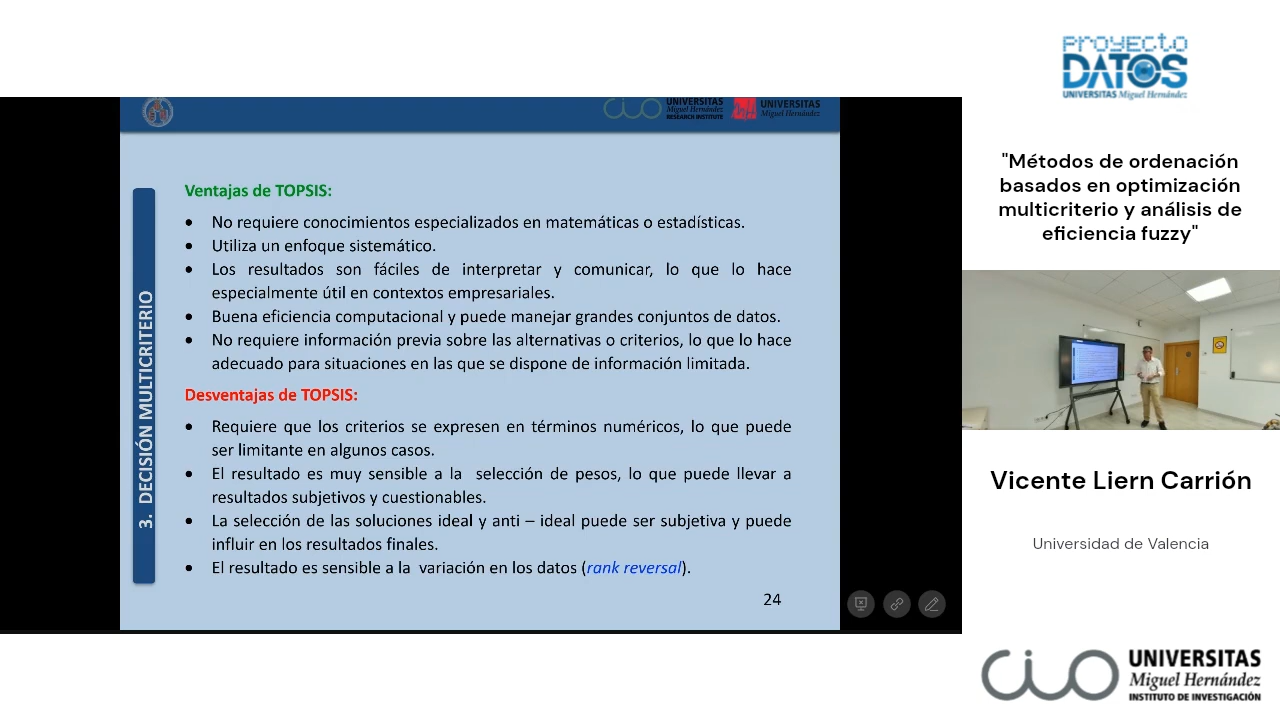 UNIVERSITAS
Miguel Hernández
RESEARCH INSTITUTE
UNIVERSITAS
Miguel Hernández
3. DECISIÓN MULTICRITERIO
Ventajas de TOPSIS:
• No requiere conocimientos especializados en matemáticas o estadísticas.
• Utiliza un enfoque sistemático.
• Los resultados son fáciles de interpretar y comunicar, lo que lo hace
especialmente útil en contextos empresariales.
• Buena eficiencia computacional y puede manejar grandes conjuntos de datos.
• No requiere información previa sobre las alternativas o criterios, lo que lo hace
adecuado para situaciones en las que se dispone de información limitada.
Desventajas de TOPSIS:
• Requiere que los criterios se expresen en términos numéricos, lo que puede
ser limitante en algunos casos.
• El resultado es muy sensible a la selección de pesos, lo que puede llevar a
resultados subjetivos y cuestionables.
• La selección de las soluciones ideal y anti – ideal puede ser subjetiva y puede
influir en los resultados finales.
• El resultado es sensible a la variación en los datos (rank reversal).
24
PROYECTO
DATOS
UNIVERSITAS Miguel Hernández
"Métodos de ordenación
basados en optimización
multicriterio y análisis de
eficiencia fuzzy"
Vicente Liern Carrión
Universidad de Valencia
CIO
UNIVERSITAS
Miguel Hernández
INSTITUTO DE INVESTIGACIÓN